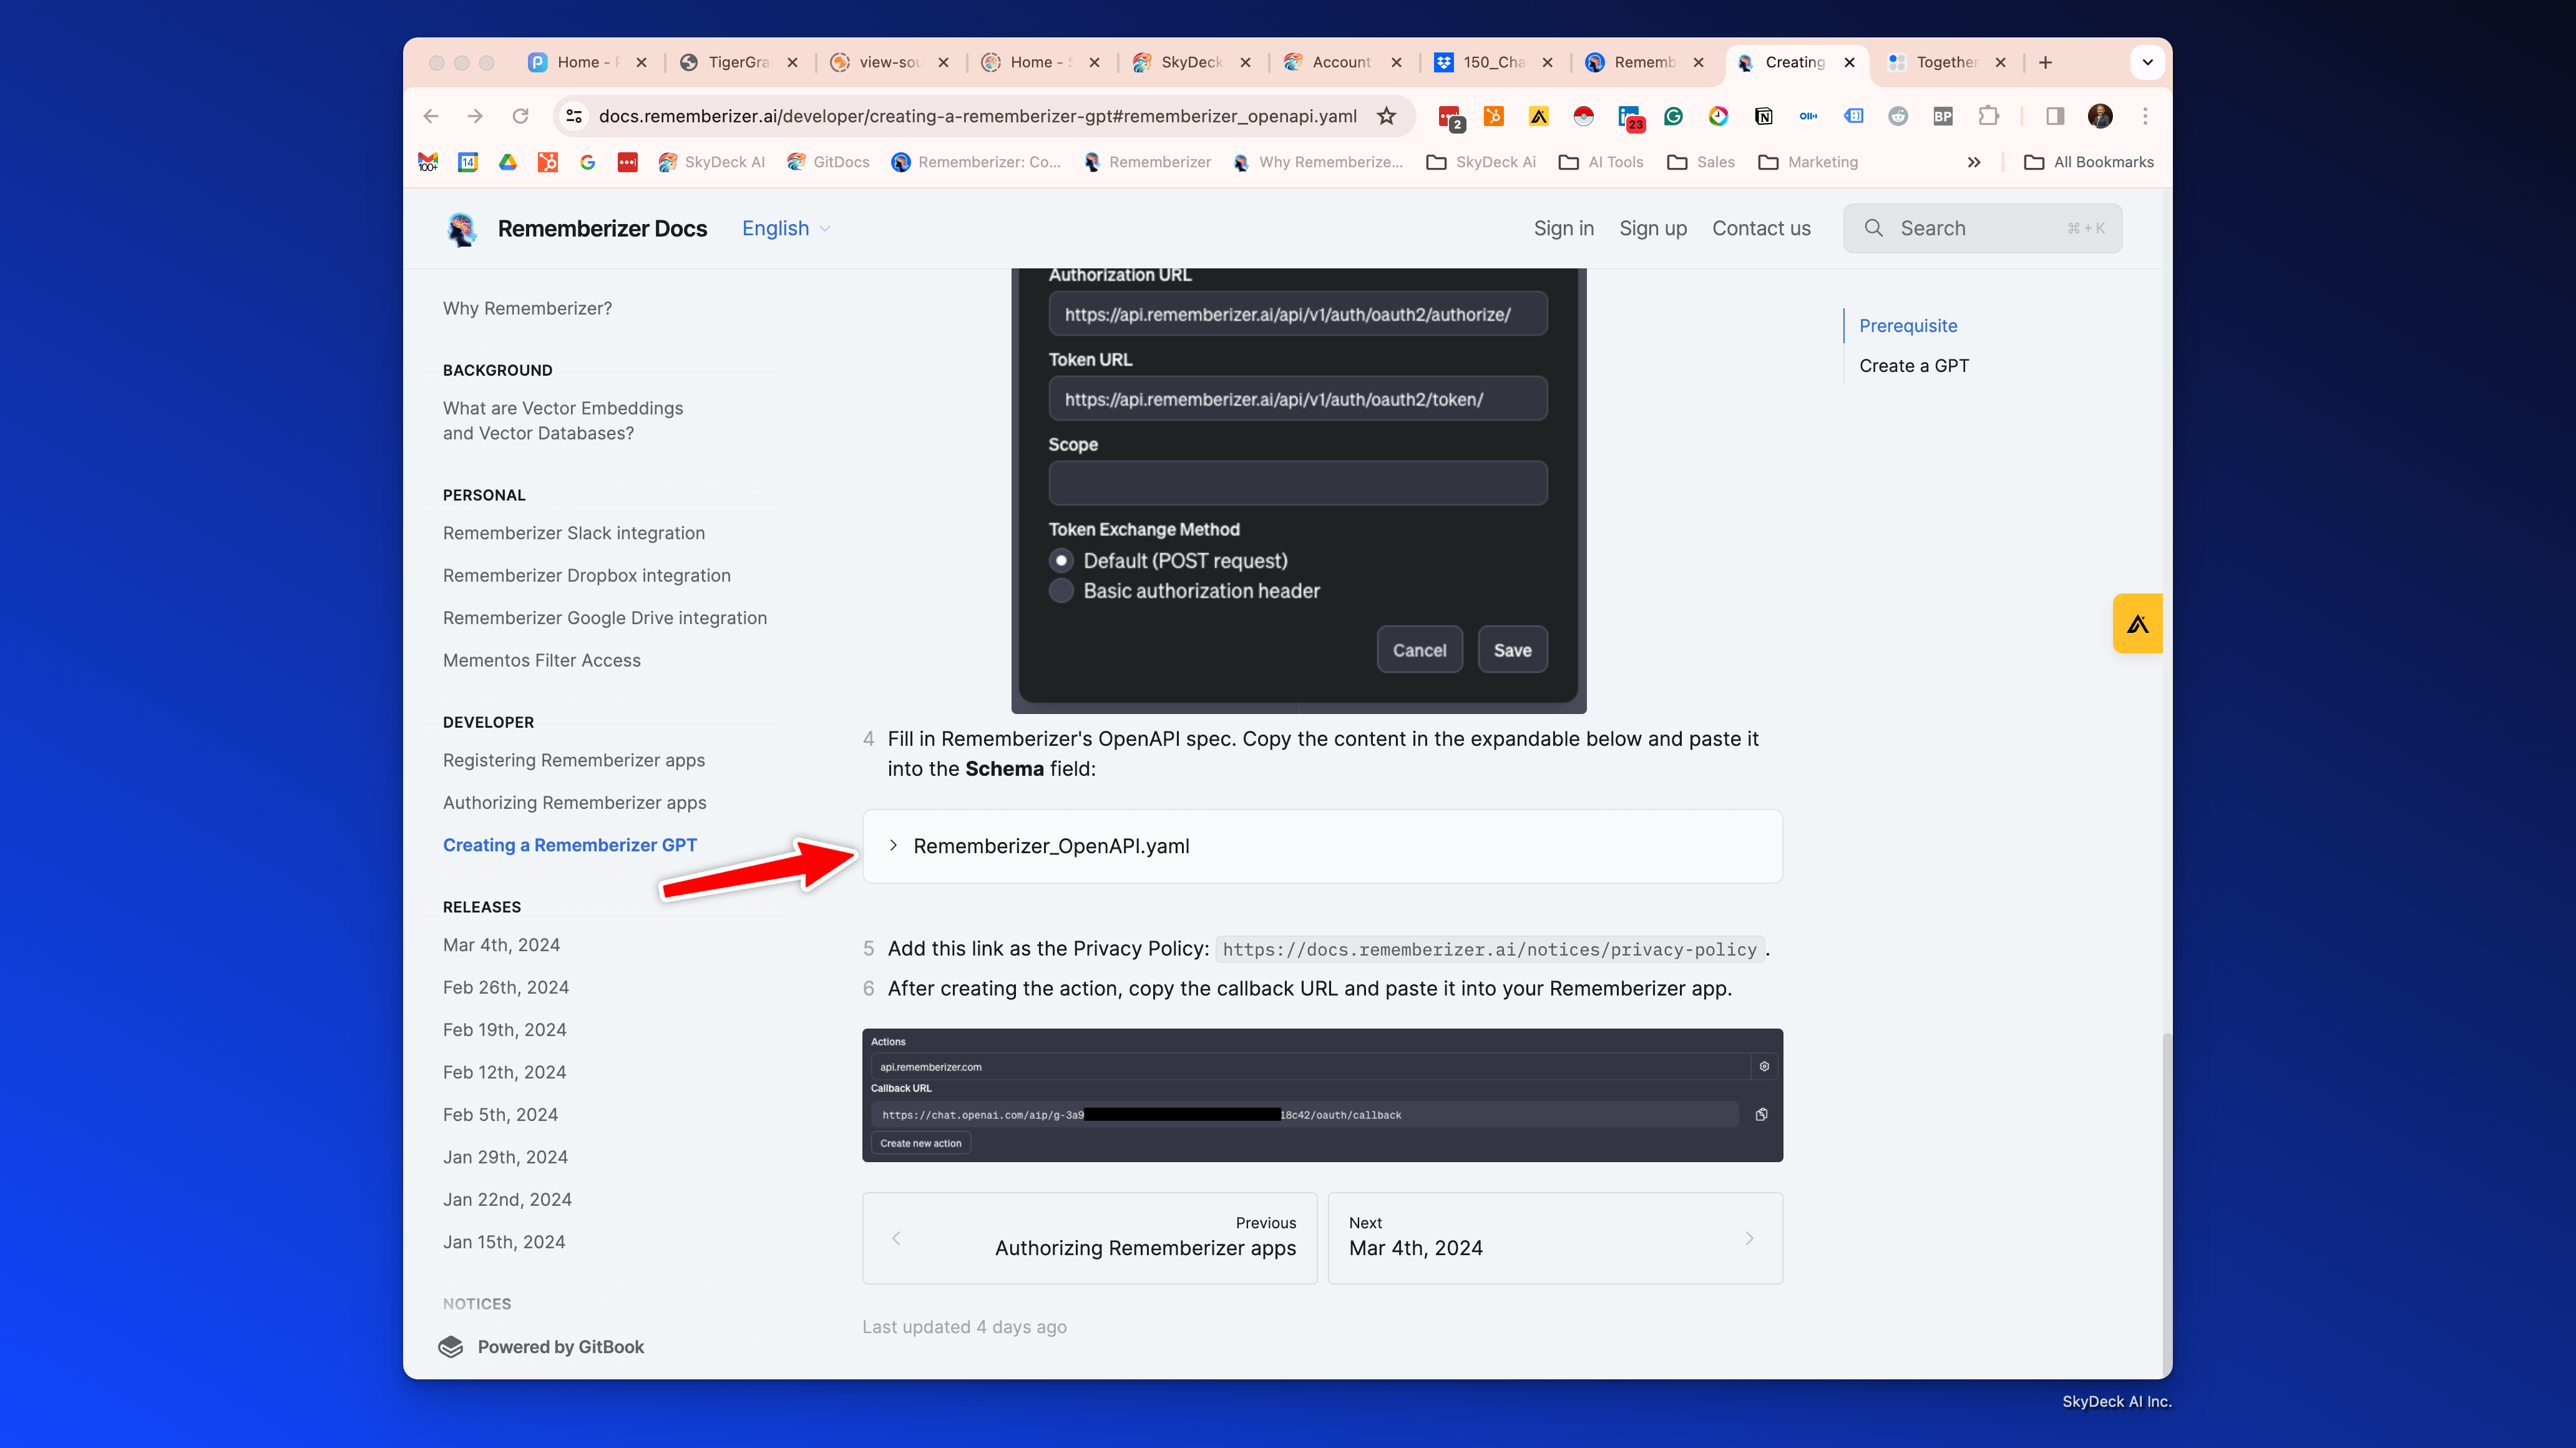 Home - F
TigerGra
view-sou
Home - S
SkyDeck
Account
150_Cha
Rememb
Creating
Together
docs.rememberizer.ai/developer/creating-a-rememberizer-gpt#rememberizer_openapi.yaml
2
23
BP
100+
14
SkyDeck AI
GitDocs
Rememberizer: Co...
Rememberizer
Why Rememberize...
SkyDeck Ai
AI Tools
Sales
Marketing
All Bookmarks
Rememberizer Docs
English
Sign in
Sign up
Contact us
Search
⌘ + K
Why Rememberizer?
BACKGROUND
What are Vector Embeddings
and Vector Databases?
PERSONAL
Rememberizer Slack integration
Rememberizer Dropbox integration
Rememberizer Google Drive integration
Mementos Filter Access
DEVELOPER
Registering Rememberizer apps
Authorizing Rememberizer apps
Creating a Rememberizer GPT
RELEASES
Mar 4th, 2024
Feb 26th, 2024
Feb 19th, 2024
Feb 12th, 2024
Feb 5th, 2024
Jan 29th, 2024
Jan 22nd, 2024
Jan 15th, 2024
NOTICES
Powered by GitBook
Authorization URL
https://api.rememberizer.ai/api/v1/auth/oauth2/authorize/
Token URL
https://api.rememberizer.ai/api/v1/auth/oauth2/token/
Scope
Token Exchange Method
Default (POST request)
Basic authorization header
Cancel
Save
4 Fill in Rememberizer's OpenAPI spec. Copy the content in the expandable below and paste it
into the Schema field:
Rememberizer_OpenAPI.yaml
5 Add this link as the Privacy Policy: https://docs.rememberizer.ai/notices/privacy-policy.
6 After creating the action, copy the callback URL and paste it into your Rememberizer app.
Actions
api.rememberizer.com
Callback URL
https://chat.openai.com/aip/g-3a9
18c42/oauth/callback
Create new action
Previous
Authorizing Rememberizer apps
Next
Mar 4th, 2024
Last updated 4 days ago
Prerequisite
Create a GPT
SkyDeck AI Inc.